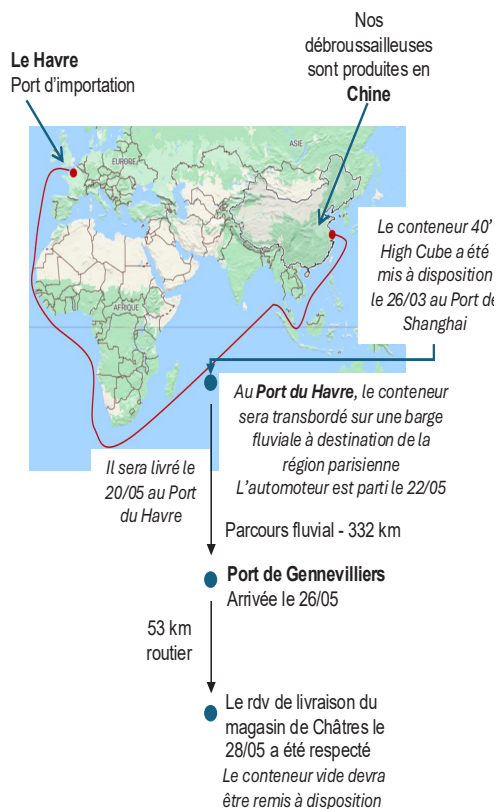 Nos
débroussailleuses
sont produites en
Chine
Le Havre
Port d'importation
ASIE
EUROPE
AFRIQUE
Le conteneur 40'
High Cube a été
mis à disposition
le 26/03 au Port de
Shanghai
Au Port du Havre, le conteneur
sera transbordé sur une barge
fluviale à destination de la
région parisienne
L'automoteur est parti le 22/05
Il sera livré le
20/05 au Port
du Havre
Parcours fluvial - 332 km
Port de Gennevilliers
Arrivée le 26/05
53 km
routier
Le rdv de livraison du
magasin de Châtres le
28/05 a été respecté
Le conteneur vide devra
être remis à disposition